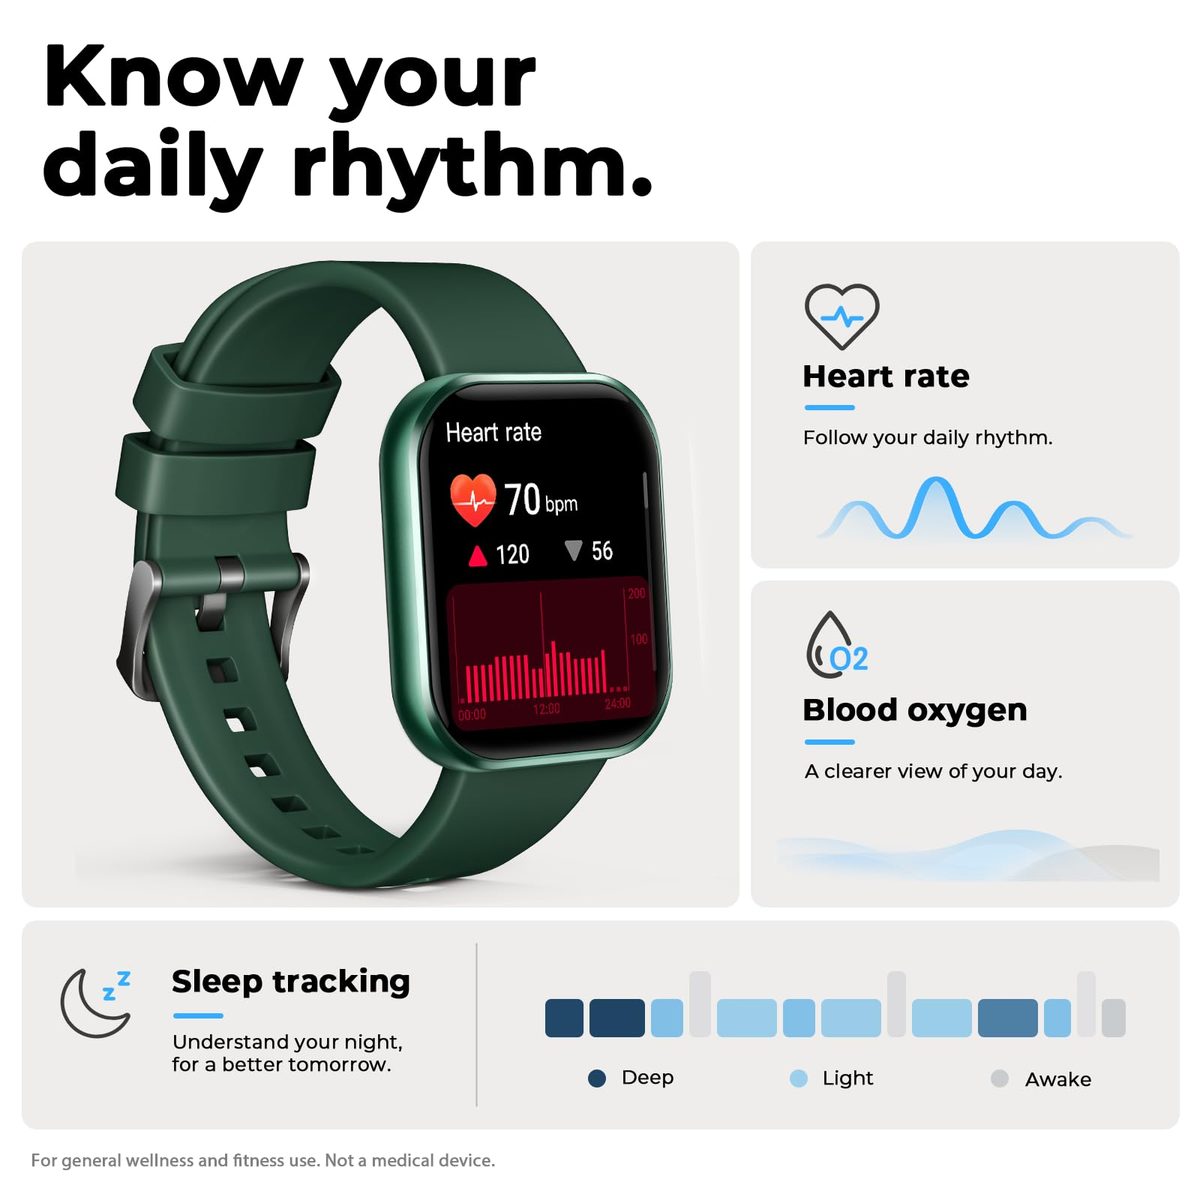 Know your
daily rhythm.
Heart rate
70 bpm
120 56
200
100
00:00 12:00 24:00
Heart rate
Follow your daily rhythm.
O2
Blood oxygen
A clearer view of your day.
z z
Sleep tracking
Understand your night,
for a better tomorrow.
Deep Light Awake
For general wellness and fitness use. Not a medical device.